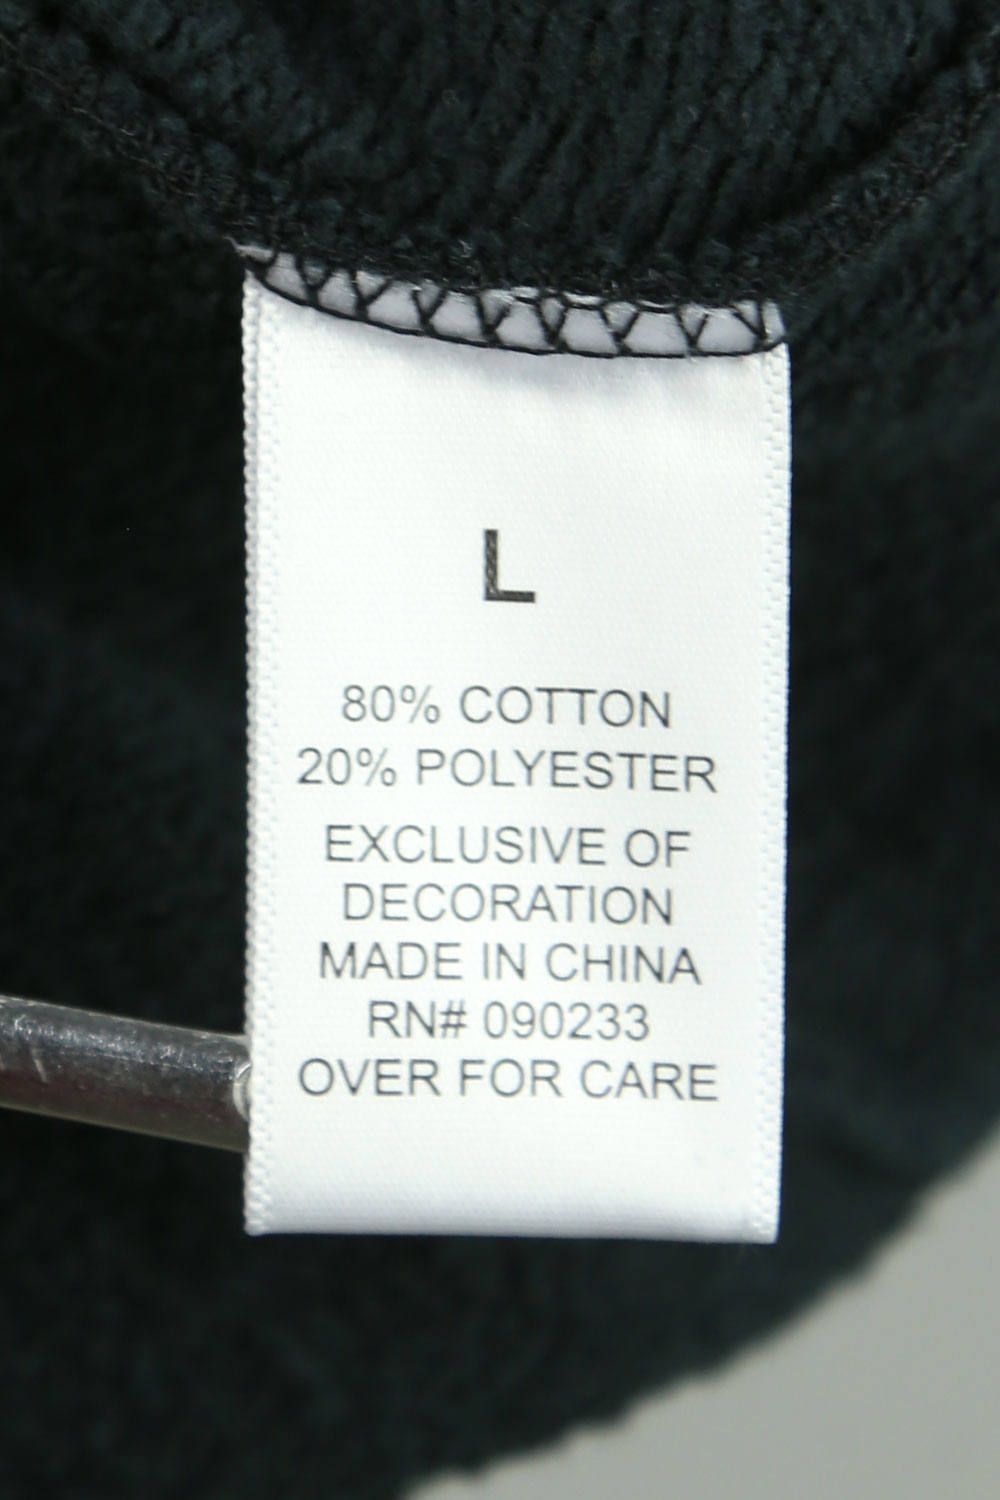 L
80% COTTON
20% POLYESTER
EXCLUSIVE OF
DECORATION
MADE IN CHINA
RN# 090233
OVER FOR CARE